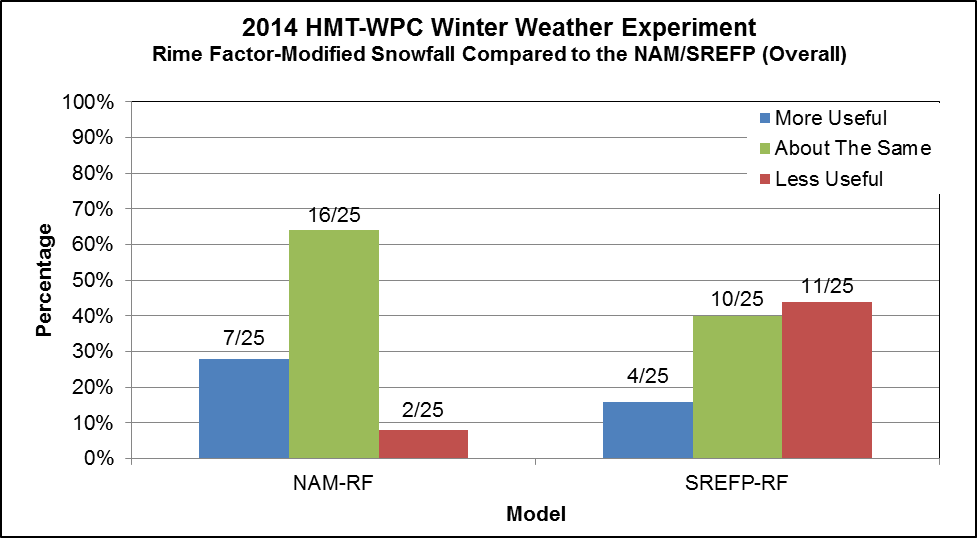 2014 HMT-WPC Winter Weather Experiment
Rime Factor-Modified Snowfall Compared to the NAM/SREFP (Overall)
100%
90%
80%
70%
60%
50%
40%
30%
20%
10%
0%
Percentage
More Useful
About The Same
Less Useful
7/25
16/25
2/25
4/25
10/25
11/25
NAM-RF
SREFP-RF
Model